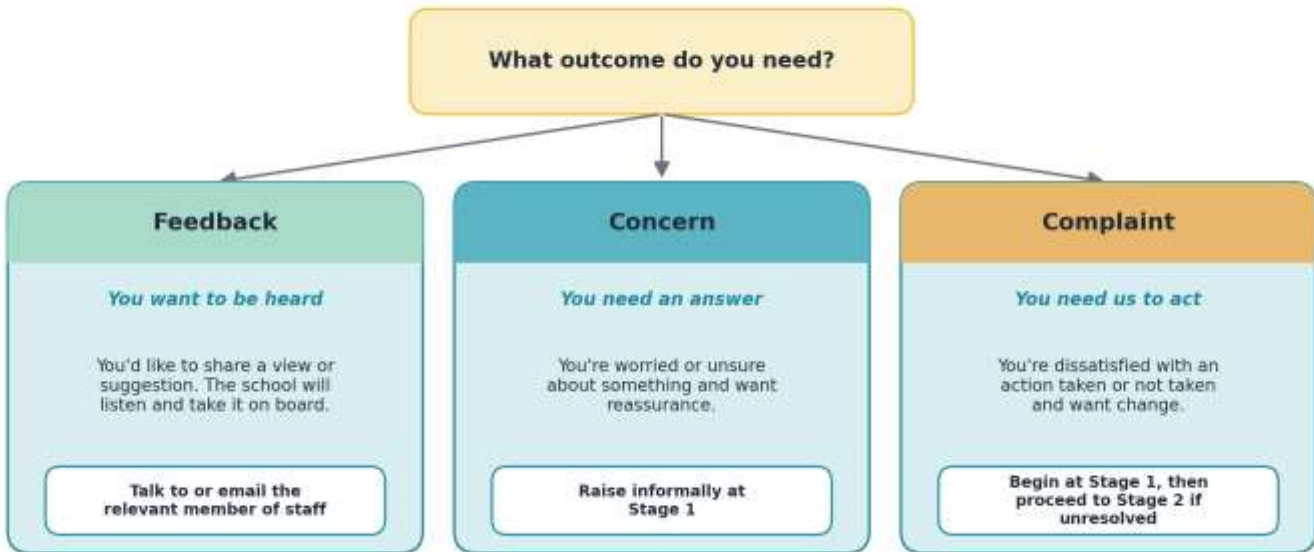 What outcome do you need?
Feedback
You want to be heard
You'd like to share a view or
suggestion. The school will
listen and take it on board.
Talk to or email the
relevant member of staff
Concern
You need an answer
You're worried or unsure
about something and want
reassurance.
Raise informally at
Stage 1
Complaint
You need us to act
You're dissatisfied with an
action taken or not taken
and want change.
Begin at Stage 1, then
proceed to Stage 2 if
unresolved